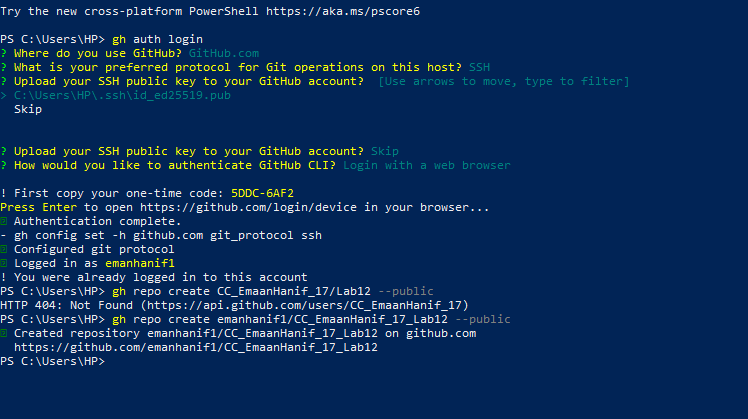 Try the new cross-platform PowerShell https://aka.ms/pscore6
PS C:\Users\HP> gh auth login
? Where do you use GitHub? GitHub.com
? What is your preferred protocol for Git operations on this host? SSH
? Upload your SSH public key to your GitHub account?  [Use arrows to move, type to filter]
> C:\Users\HP\.ssh\id_ed25519.pub
  Skip
? Upload your SSH public key to your GitHub account? Skip
? How would you like to authenticate GitHub CLI? Login with a web browser
! First copy your one-time code: 5DDC-6AF2
Press Enter to open https://github.com/login/device in your browser...
Authentication complete.
- gh config set -h github.com git_protocol ssh
Configured git protocol
Logged in as emanhanif1
! You were already logged in to this account
PS C:\Users\HP> gh repo create CC_EmaanHanif_17/Lab12 --public
HTTP 404: Not Found (https://api.github.com/users/CC_EmaanHanif_17)
PS C:\Users\HP> gh repo create emanhanif1/CC_EmaanHanif_17_Lab12 --public
Created repository emanhanif1/CC_EmaanHanif_17_Lab12 on github.com
  https://github.com/emanhanif1/CC_EmaanHanif_17_Lab12
PS C:\Users\HP>